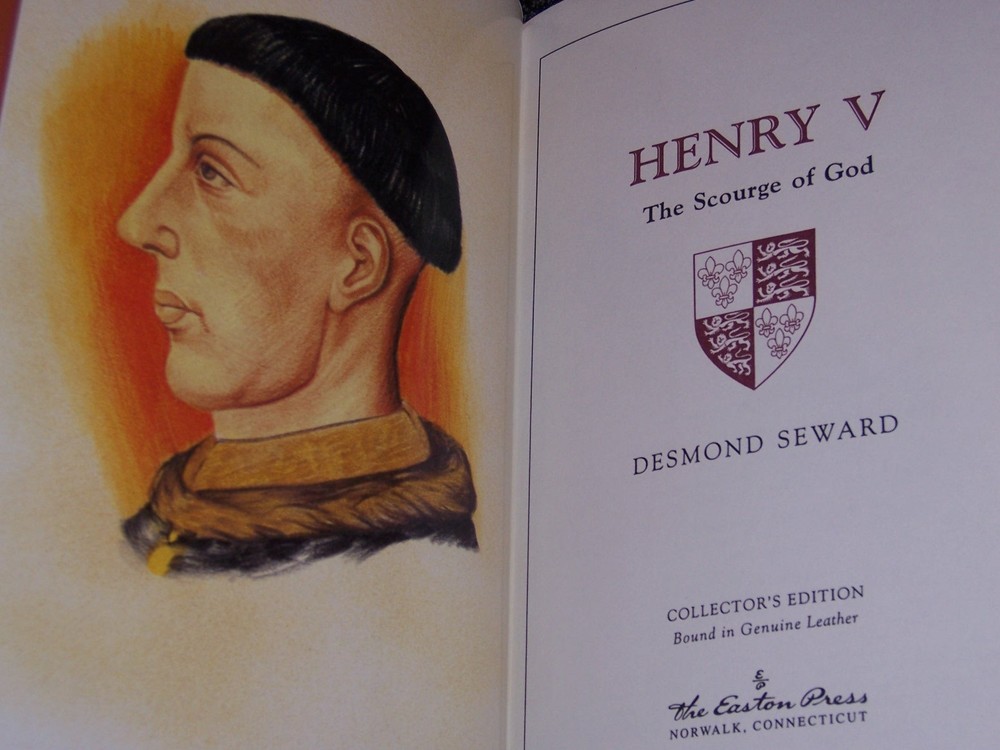 HENRY V
The Scourge of God
DESMOND SEWARD
COLLECTOR'S EDITION
Bound in Genuine Leather
The Easton Press
NORWALK, CONNECTICUT